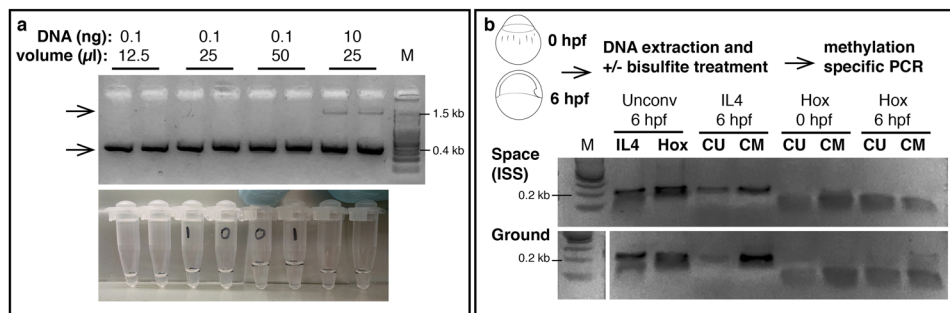 a
DNA (ng): 0.1 0.1 0.1 10
volume (µl): 12.5 25 50 25 M
1.5 kb
0.4 kb
1 0 0 1
b
0 hpf
6 hpf
DNA extraction and
+/- bisulfite treatment
methylation
specific PCR
Unconv IL4 Hox Hox
6 hpf 6 hpf 0 hpf 6 hpf
M IL4 Hox CU CM CU CM CU CM
Space
(ISS)
0.2 kb
Ground
0.2 kb